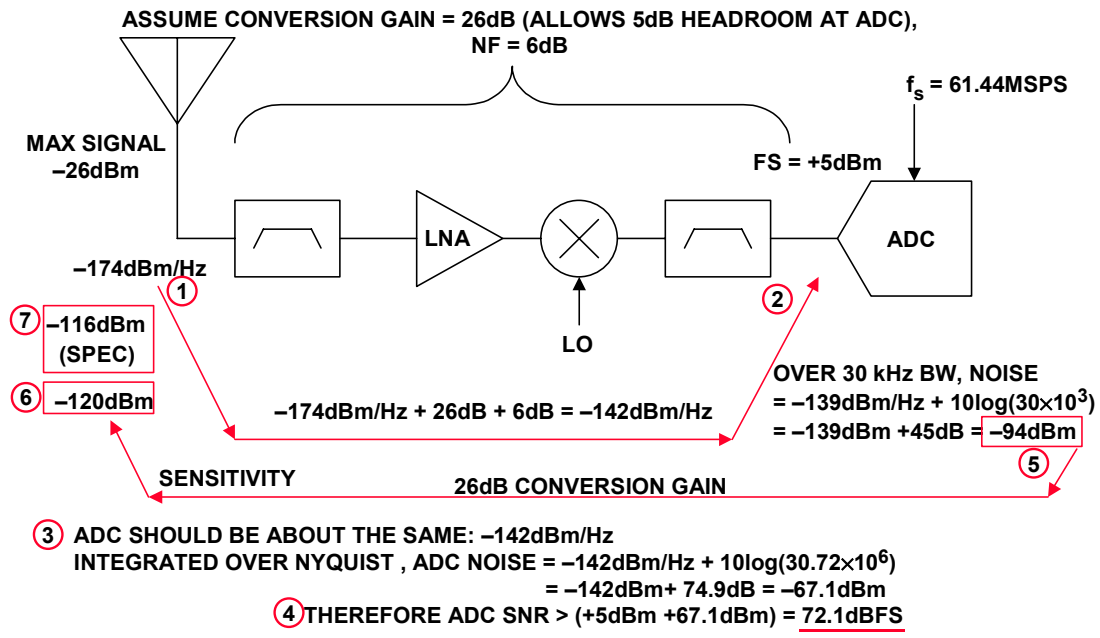 ASSUME CONVERSION GAIN = 26dB (ALLOWS 5dB HEADROOM AT ADC),
NF = 6dB
f_s = 61.44MSPS
MAX SIGNAL
–26dBm
FS = +5dBm
LNA
ADC
–174dBm/Hz
1
2
7
–116dBm
(SPEC)
LO
6
–120dBm
OVER 30 kHz BW, NOISE
= –139dBm/Hz + 10log(30×10³)
= –139dBm +45dB = –94dBm
–174dBm/Hz + 26dB + 6dB = –142dBm/Hz
5
SENSITIVITY
26dB CONVERSION GAIN
3 ADC SHOULD BE ABOUT THE SAME: –142dBm/Hz
INTEGRATED OVER NYQUIST , ADC NOISE = –142dBm/Hz + 10log(30.72×10⁶)
= –142dBm+ 74.9dB = –67.1dBm
4 THEREFORE ADC SNR > (+5dBm +67.1dBm) = 72.1dBFS